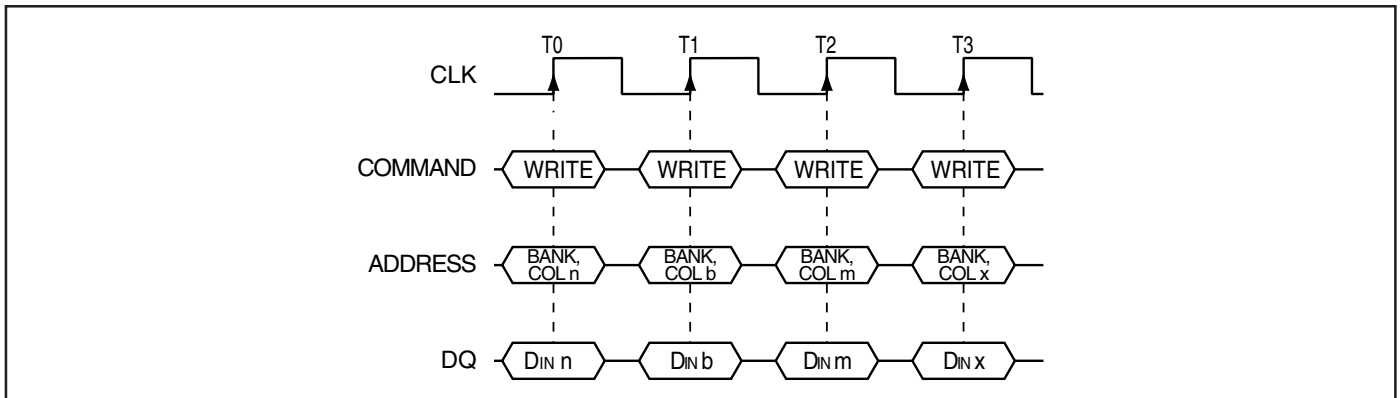 T0 T1 T2 T3
CLK
COMMAND WRITE WRITE WRITE WRITE
ADDRESS BANK, COL n BANK, COL b BANK, COL m BANK, COL x
DQ DIN n DIN b DIN m DIN x